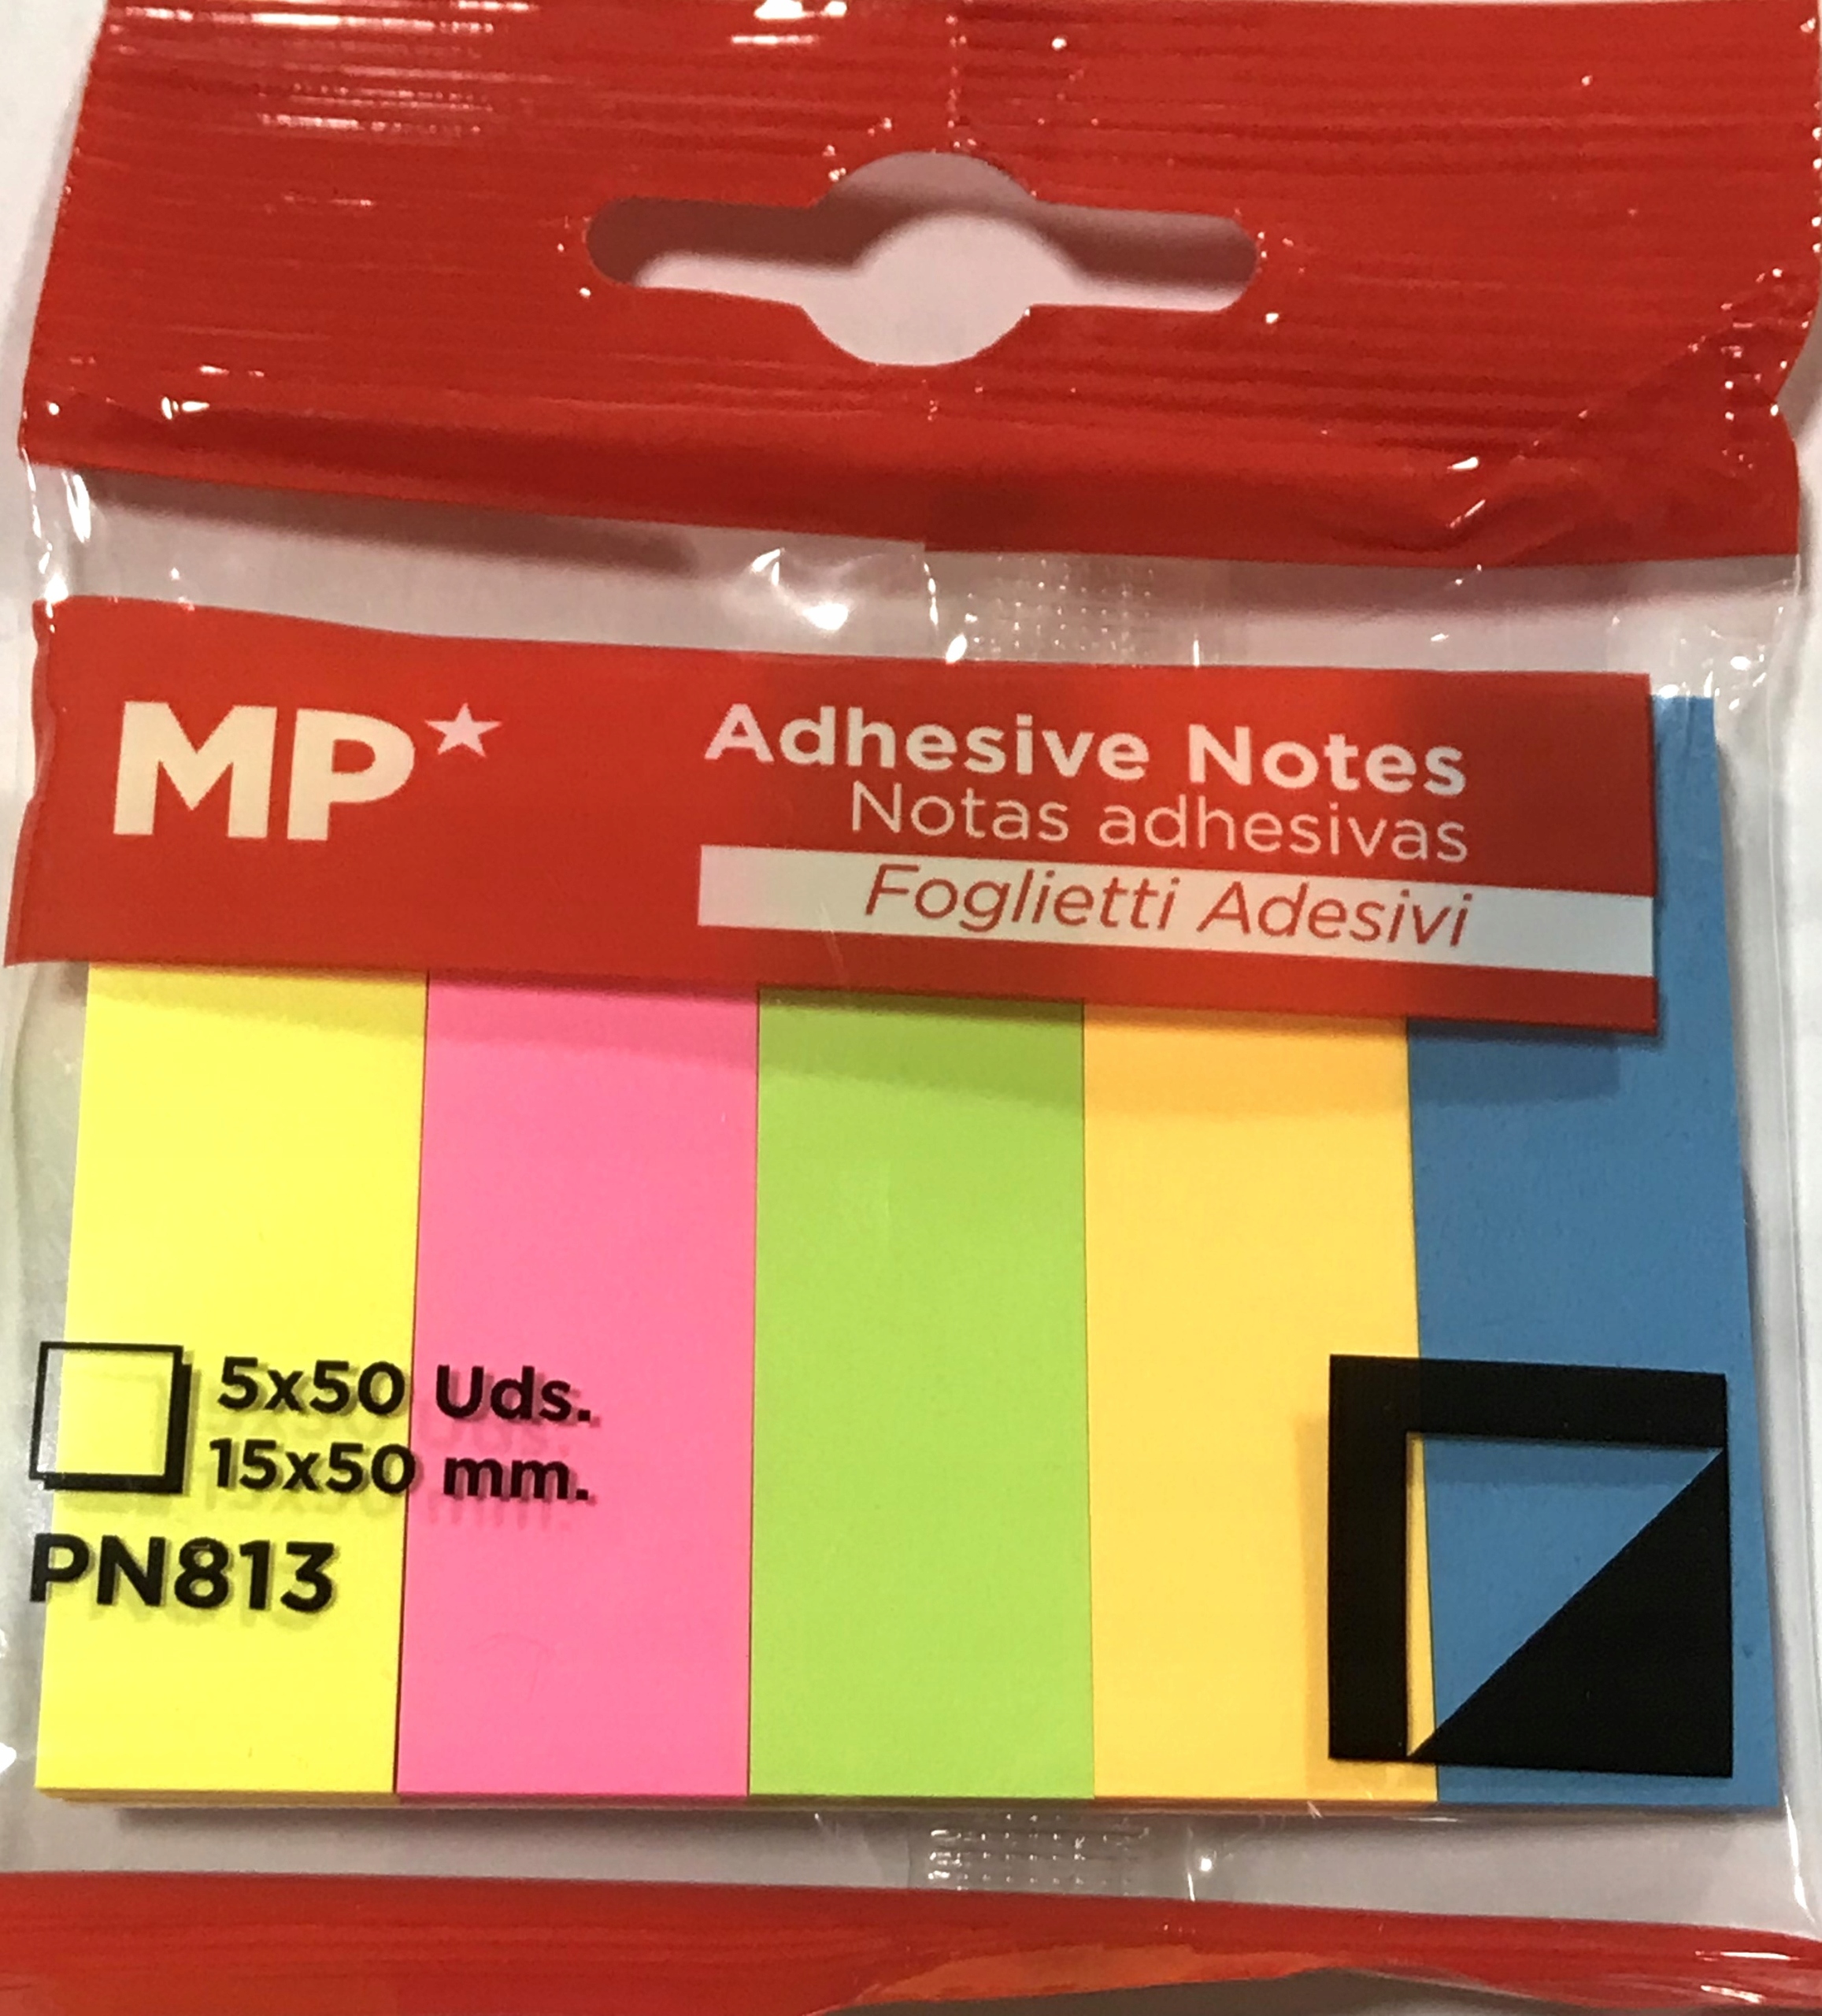 MP
Adhesive Notes
Notas adhesivas
Foglietti Adesivi
5x50 Uds.
15x50 mm.
PN813